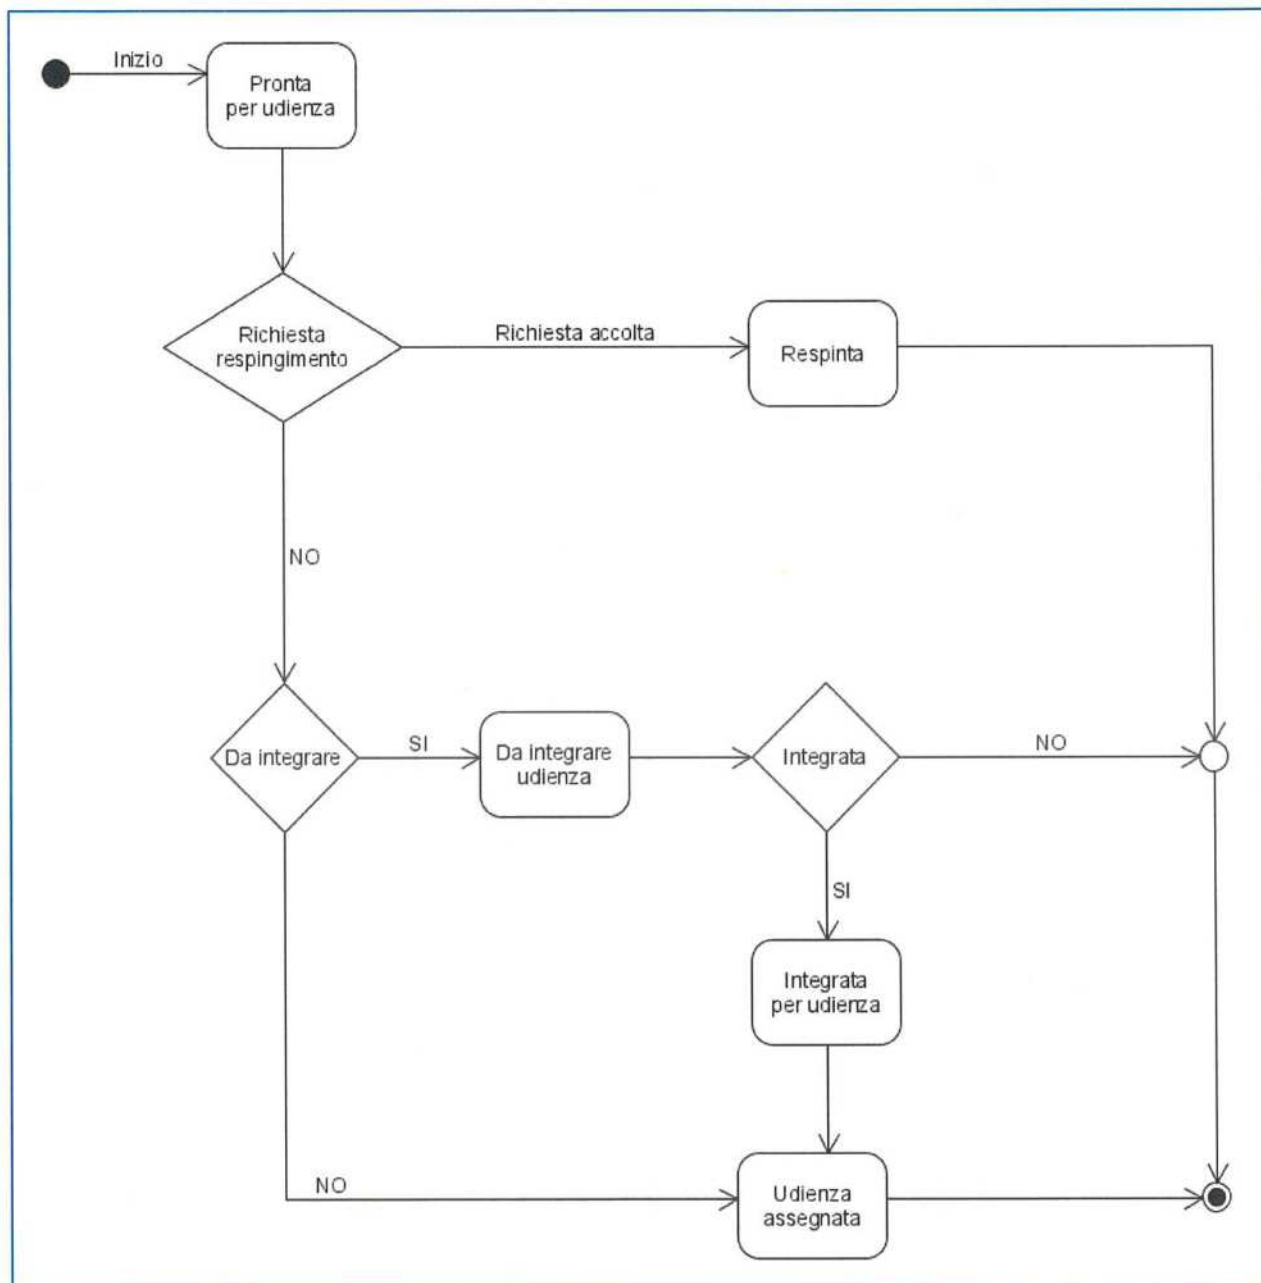 Inizio
Pronta
per udienza
Richiesta
respingimento
Richiesta accolta
Respinta
NO
Da integrare
SI
Da integrare
udienza
Integrata
NO
SI
Integrata
per udienza
NO
Udienza
assegnata